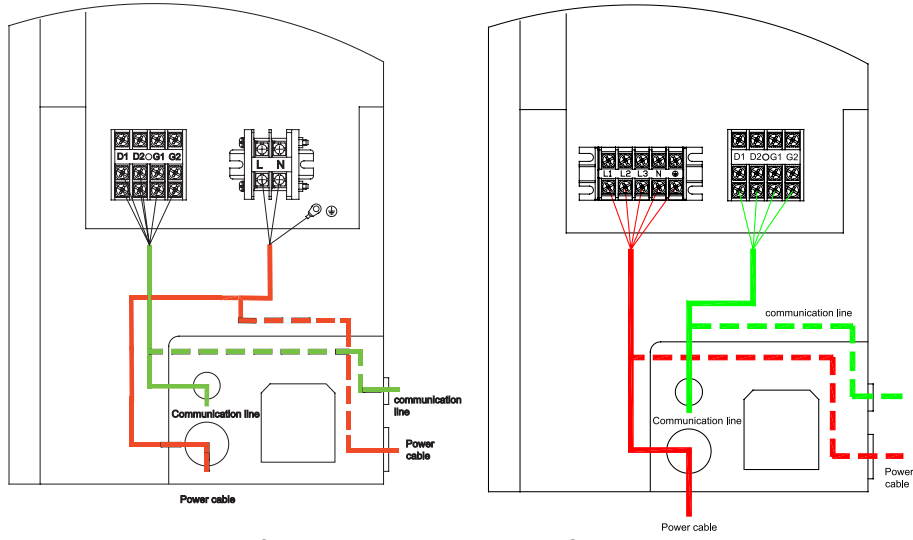 D1 D2 G1 G2
L N
Communication line
communication
line
Power
cable
Power cable
L1 L2 L3 N
D1 D2 G1 G2
communication line
Communication line
Power
cable
Power cable